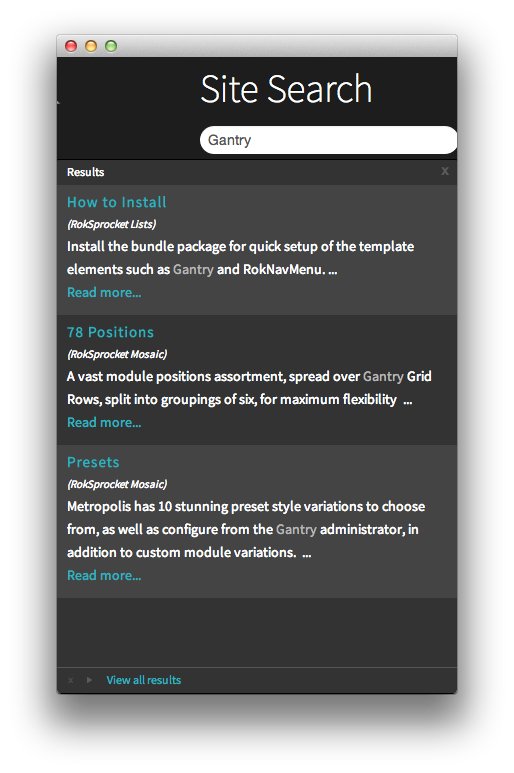 Site Search
Gantry
Results x
How to Install
(RokSprocket Lists)
Install the bundle package for quick setup of the template
elements such as Gantry and RokNavMenu. ...
Read more...
78 Positions
(RokSprocket Mosaic)
A vast module positions assortment, spread over Gantry Grid
Rows, split into groupings of six, for maximum flexibility ...
Read more...
Presets
(RokSprocket Mosaic)
Metropolis has 10 stunning preset style variations to choose
from, as well as configure from the Gantry administrator, in
addition to custom module variations. ...
Read more...
x View all results